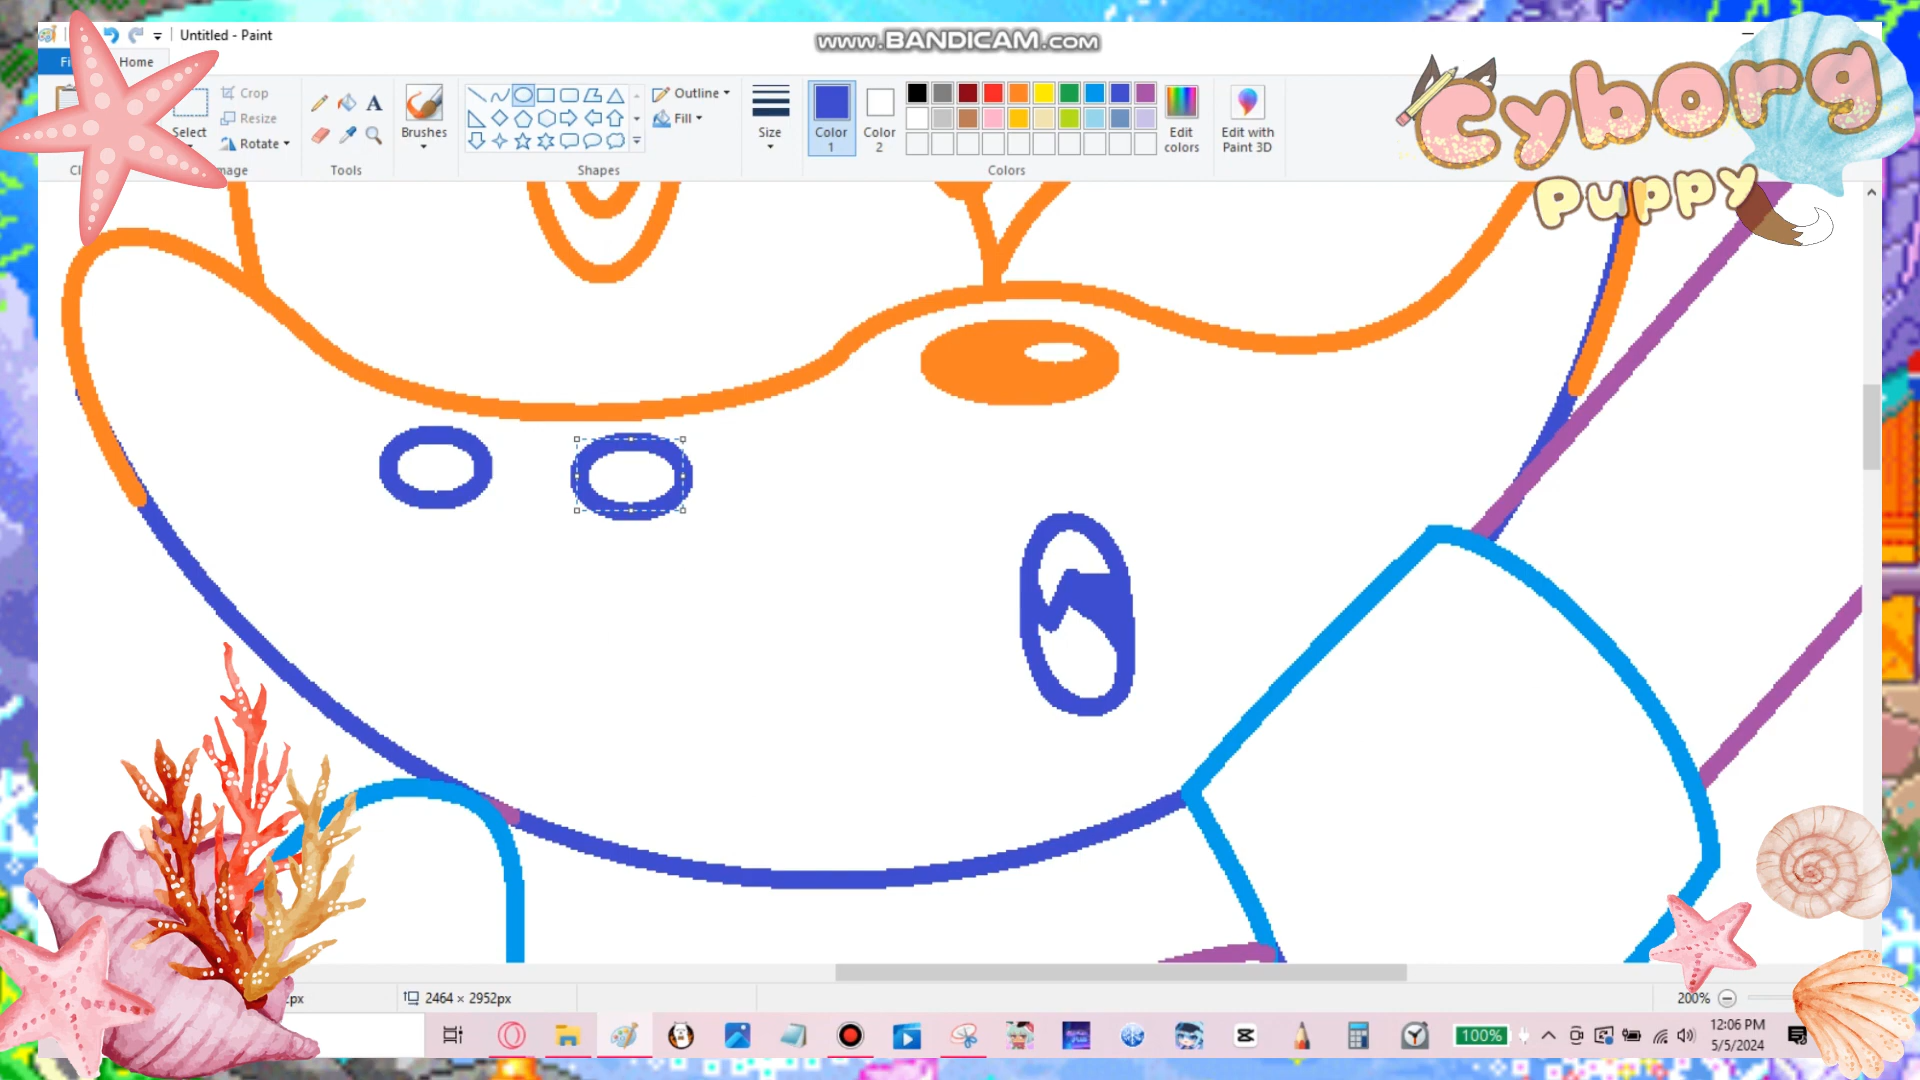 Untitled - Paint
www.BANDICAM.com
Home
Select
Crop
Resize
Rotate
Tools
Brushes
Shapes
Outline
Fill
Size
Color 1
Color 2
Colors
Edit colors
Edit with Paint 3D
Cyborg
Puppy
2464 × 2952px
200%
100%
12:06 PM
5/5/2024